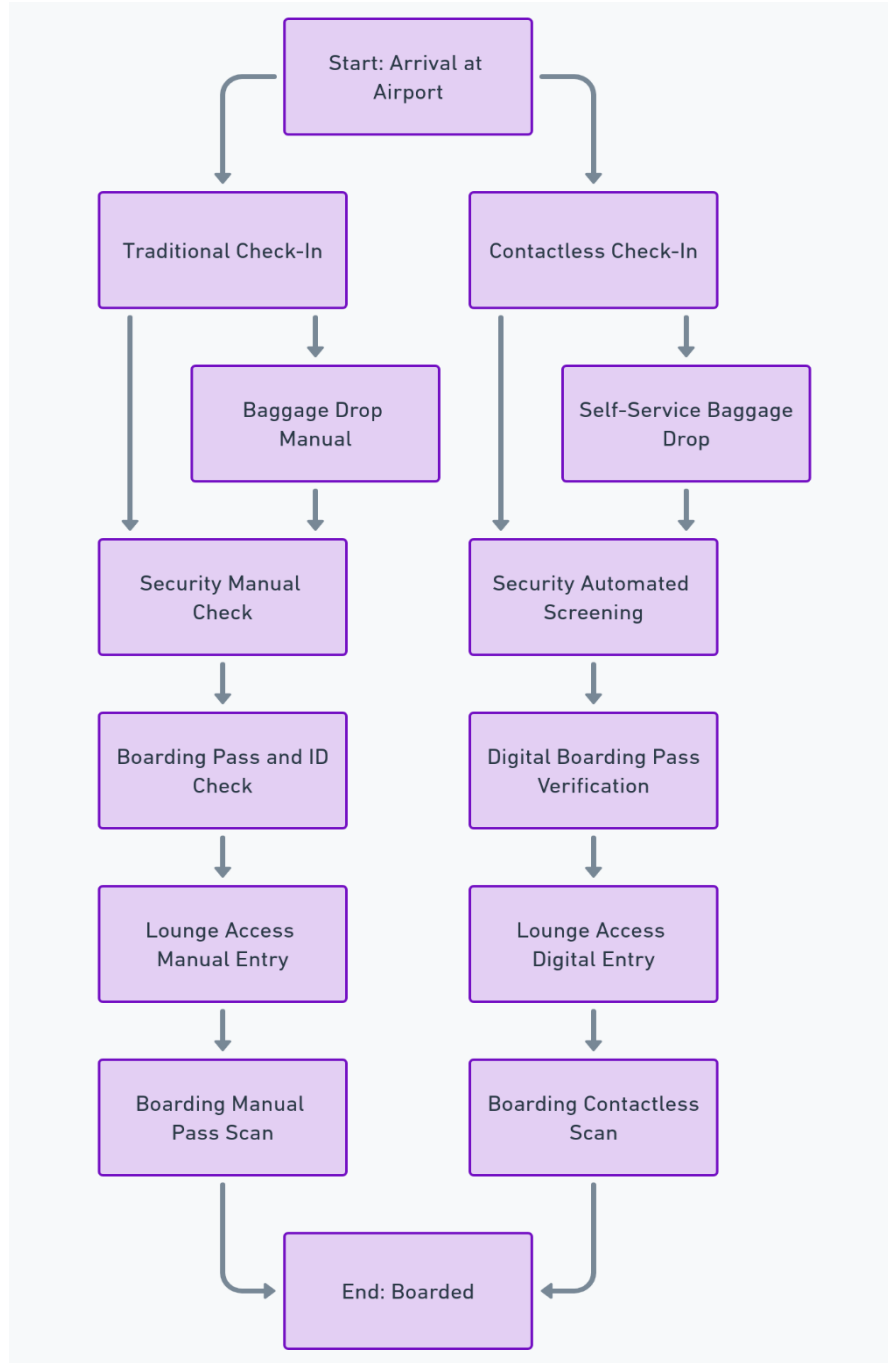 Start: Arrival at
Airport
Traditional Check-In
Contactless Check-In
Baggage Drop
Manual
Self-Service Baggage
Drop
Security Manual
Check
Security Automated
Screening
Boarding Pass and ID
Check
Digital Boarding Pass
Verification
Lounge Access
Manual Entry
Lounge Access
Digital Entry
Boarding Manual
Pass Scan
Boarding Contactless
Scan
End: Boarded